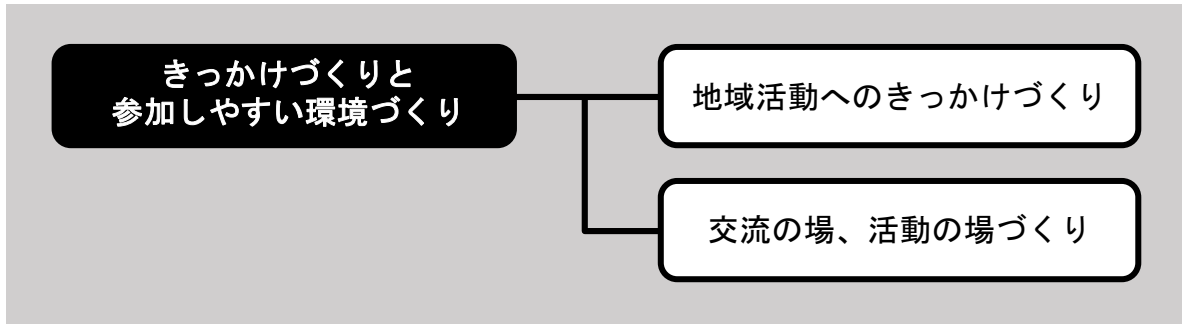 きっかけづくりと
参加しやすい環境づくり
地域活動へのきっかけづくり
交流の場、活動の場づくり